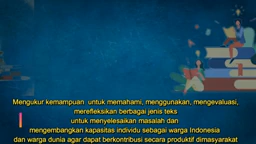 Mengukur kemampuan untuk memahami, menggunakan, mengevaluasi,
merefleksikan berbagai jenis teks
untuk menyelesaikan masalah dan
mengembangkan kapasitas individu sebagai warga Indonesia
dan warga dunia agar dapat berkontribusi secara produktif dimasyarakat